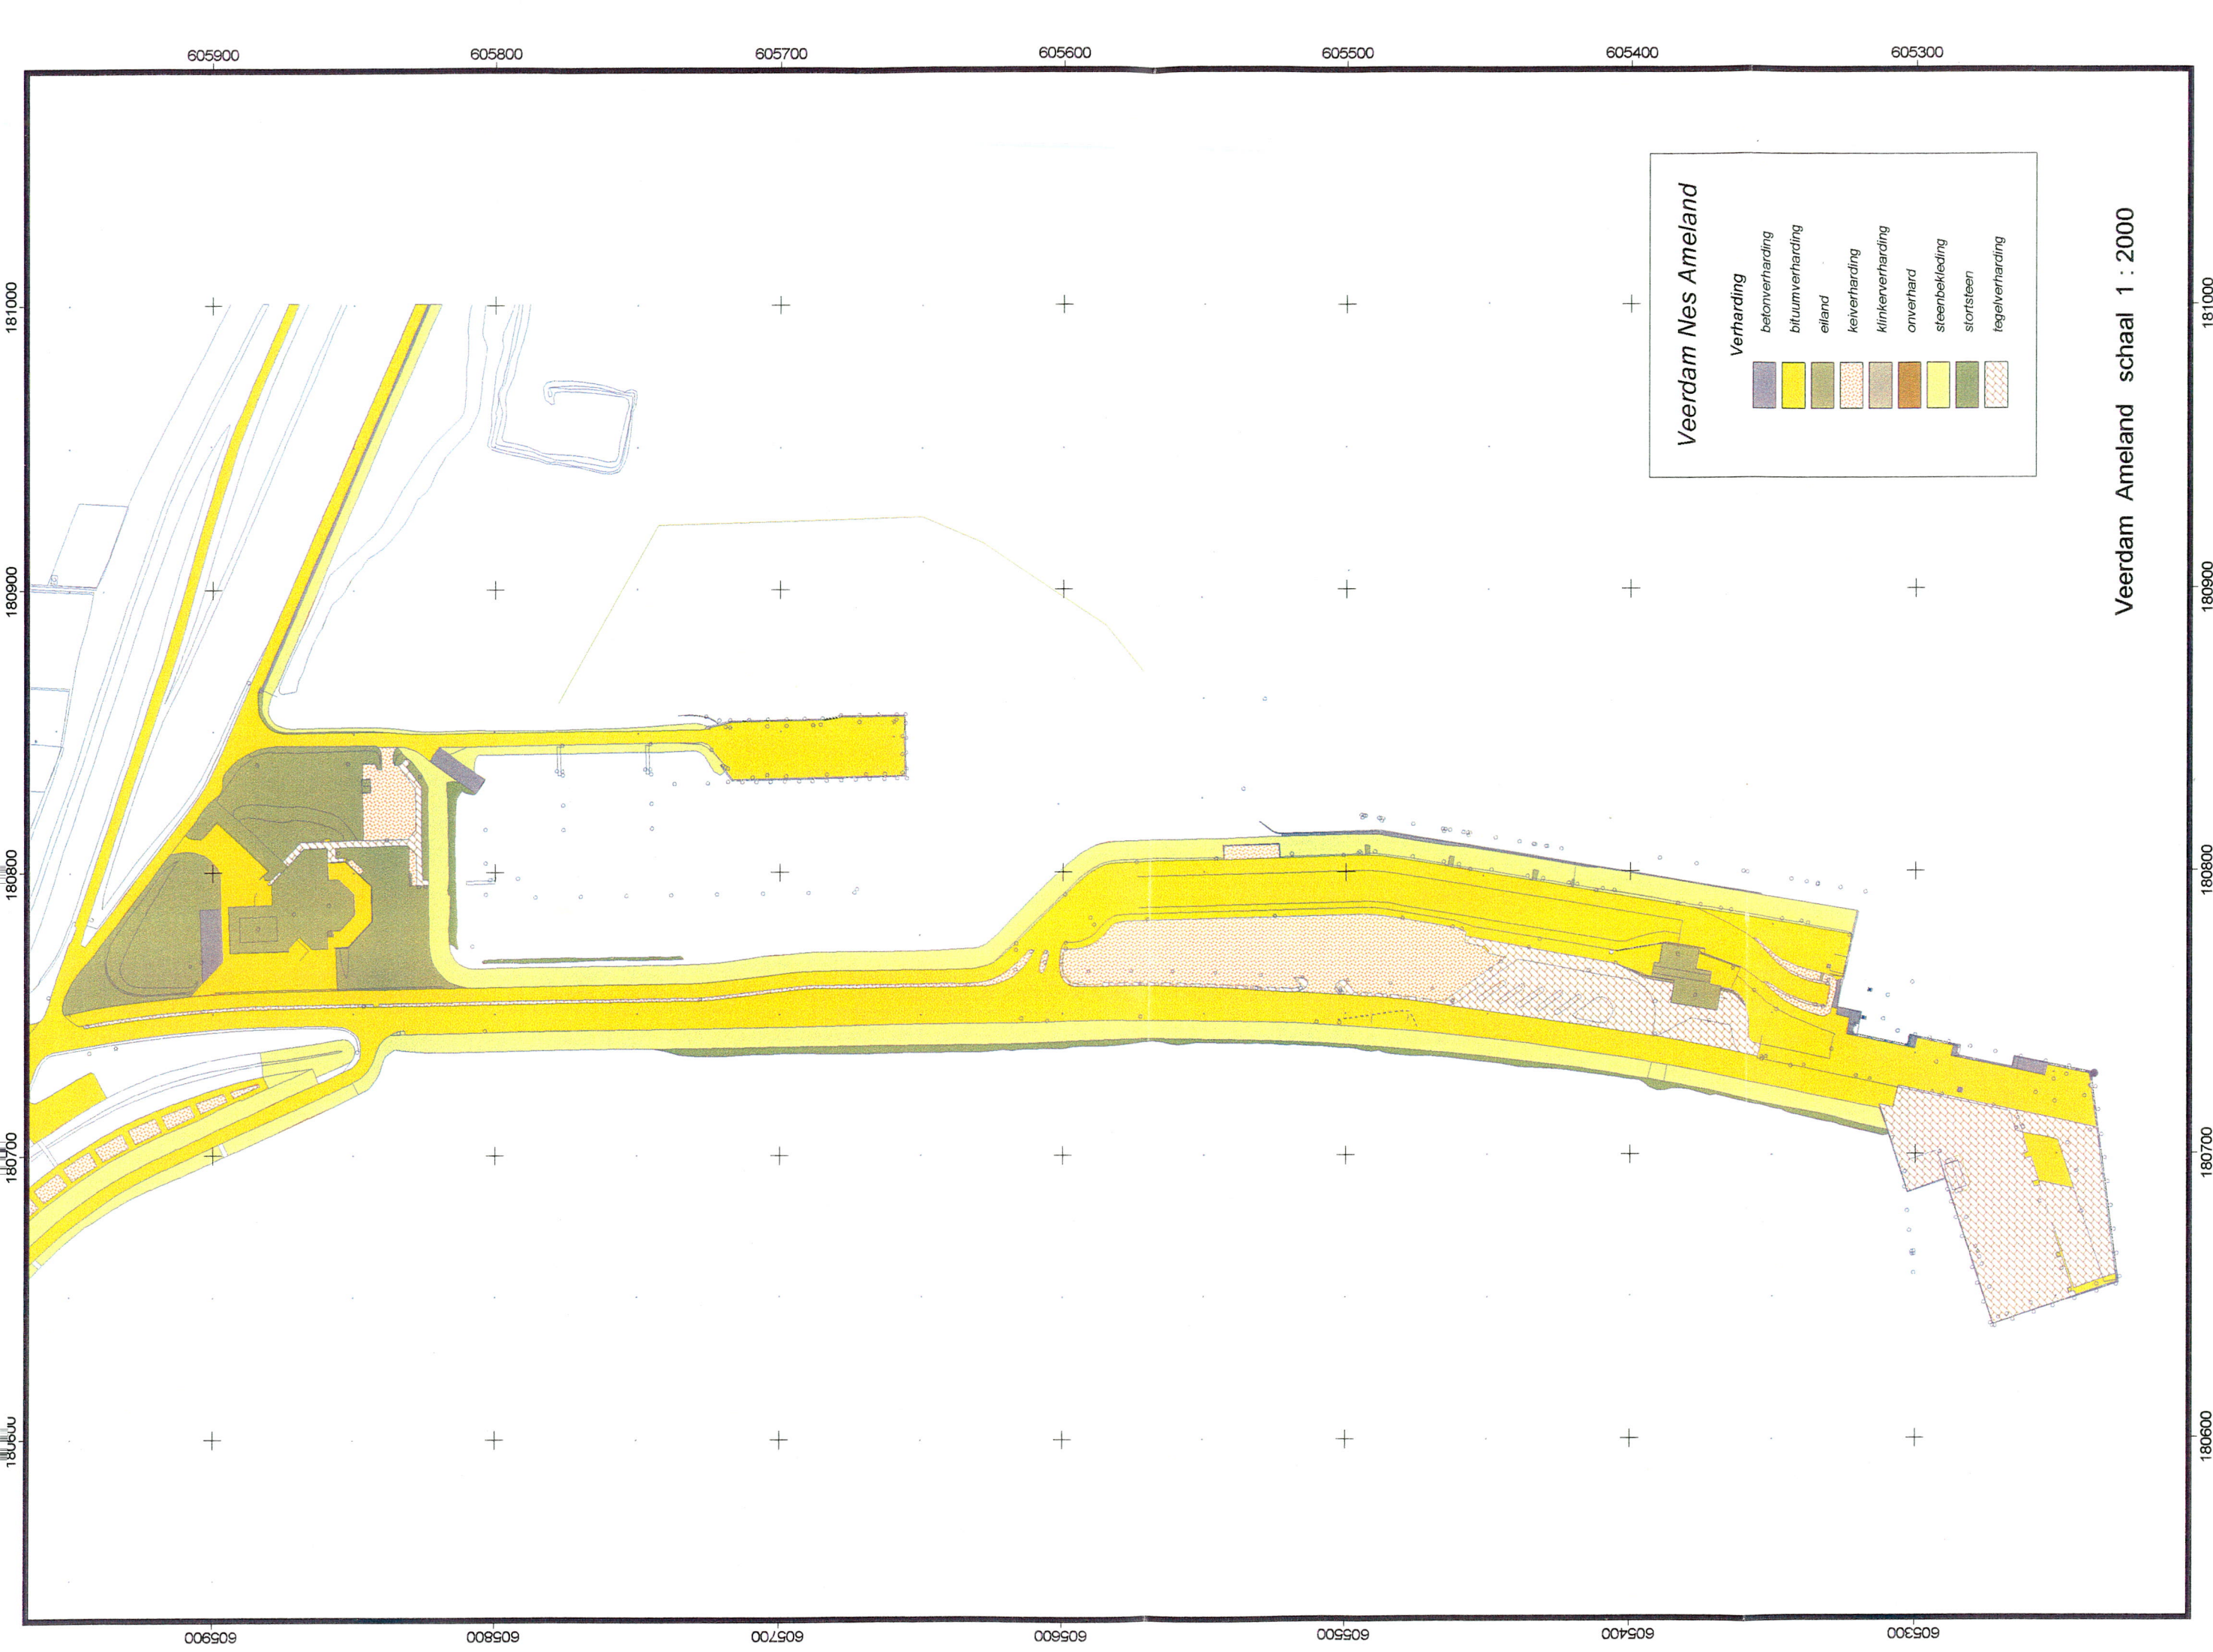 605900 605800 605700 605600 605500 605400 605300
181000
180900
180800
180700
180600
Veerdam Nes Ameland
Verharding
betonverharding
bituumverharding
eiland
keiverharding
klinkerverharding
onverhard
steenbekleding
stortsteen
tegelverharding
Veerdam Ameland schaal 1 : 2000
181000
180900
180800
180700
180600
605900 605800 605700 605600 605500 605400 605300